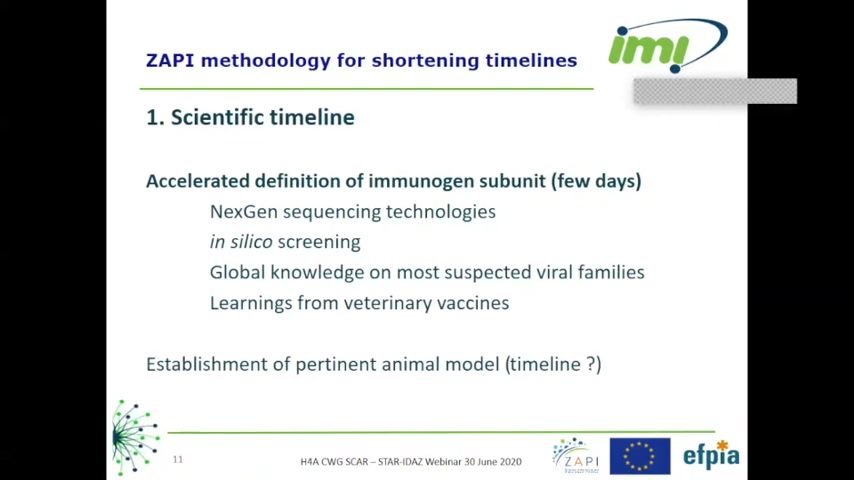 ZAPI methodology for shortening timelines
imi
1. Scientific timeline
Accelerated definition of immunogen subunit (few days)
NexGen sequencing technologies
in silico screening
Global knowledge on most suspected viral families
Learnings from veterinary vaccines
Establishment of pertinent animal model (timeline ?)
11
H4A CWG SCAR – STAR-IDAZ Webinar 30 June 2020
ZAPI
efpia